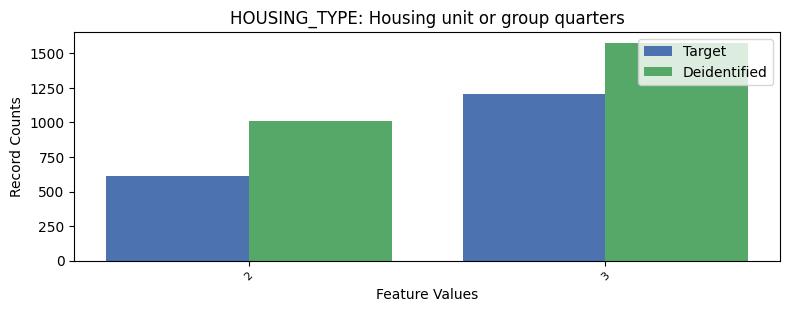 HOUSING_TYPE: Housing unit or group quarters
Target
Deidentified
Record Counts
1500
1250
1000
750
500
250
0
2
3
Feature Values